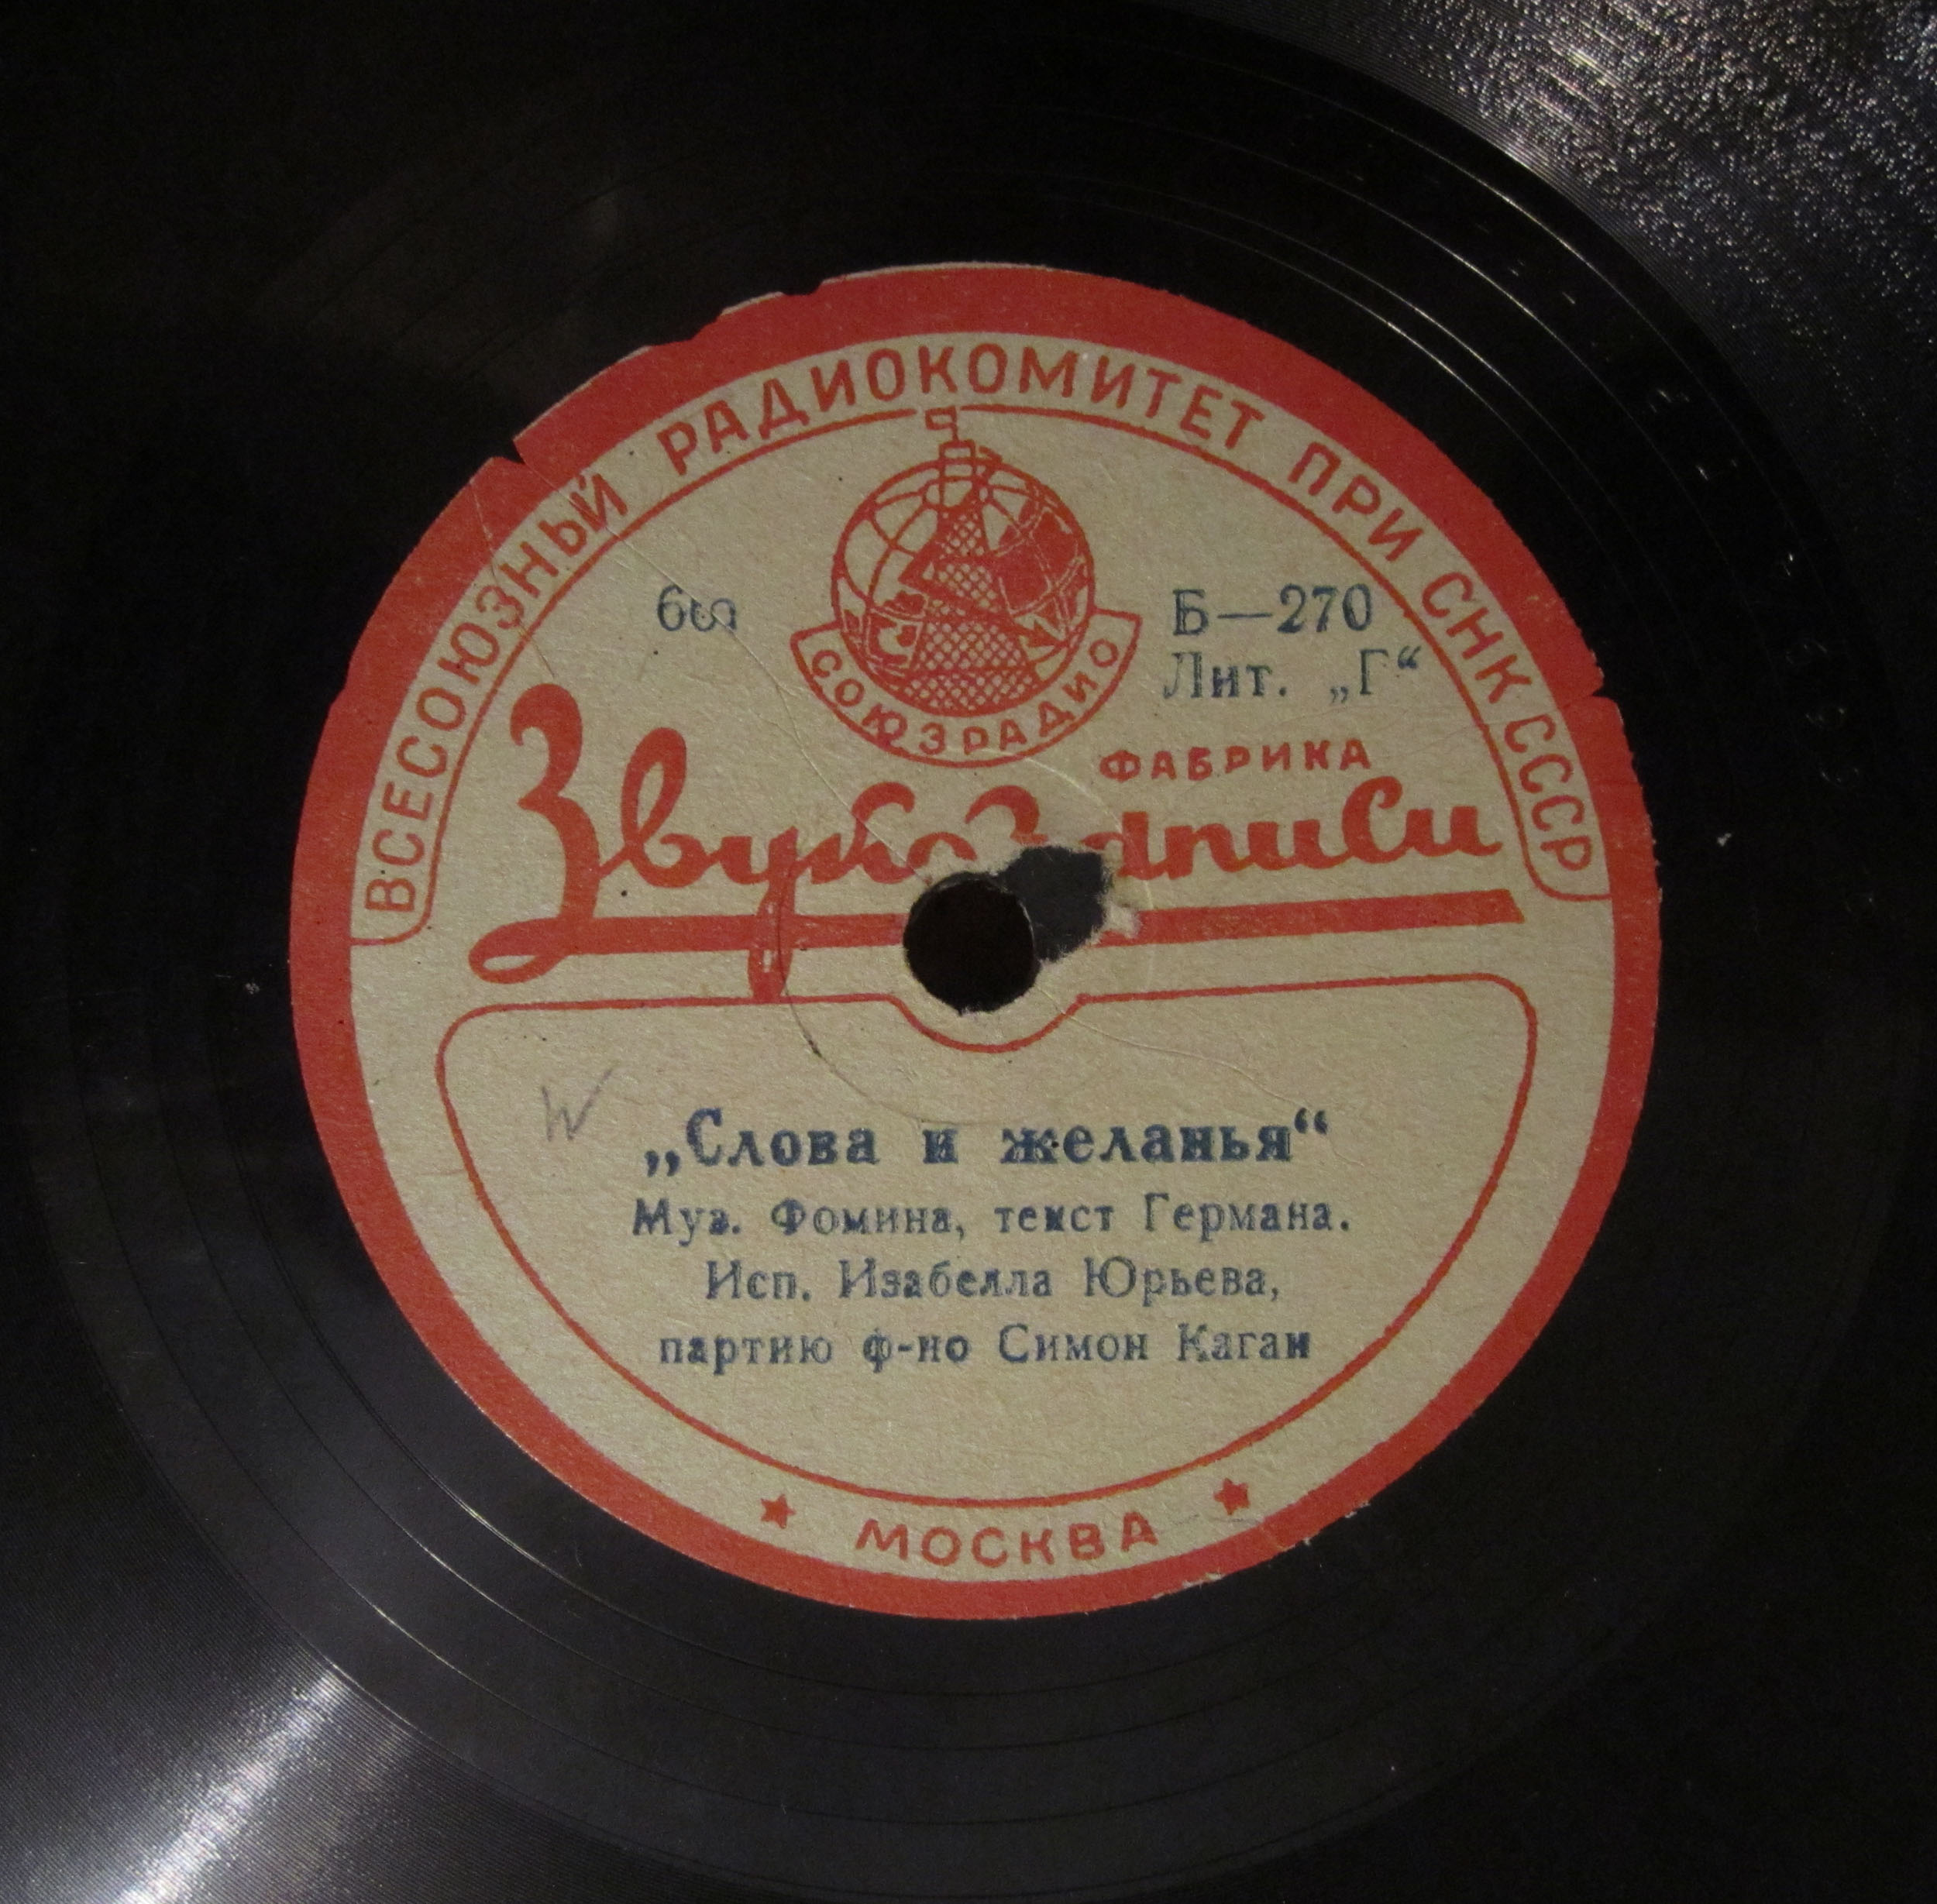 ВСЕСОЮЗНЫЙ РАДИОКОМИТЕТ ПРИ СНК СССР
Б—270
Лит. „Г“
СОЮЗРАДИО
ФАБРИКА
Звукозаписи
„Слова и желанья“
Муз. Фомина, текст Германа.
Исп. Изабелла Юрьева,
партию ф-но Симон Каган
МОСКВА